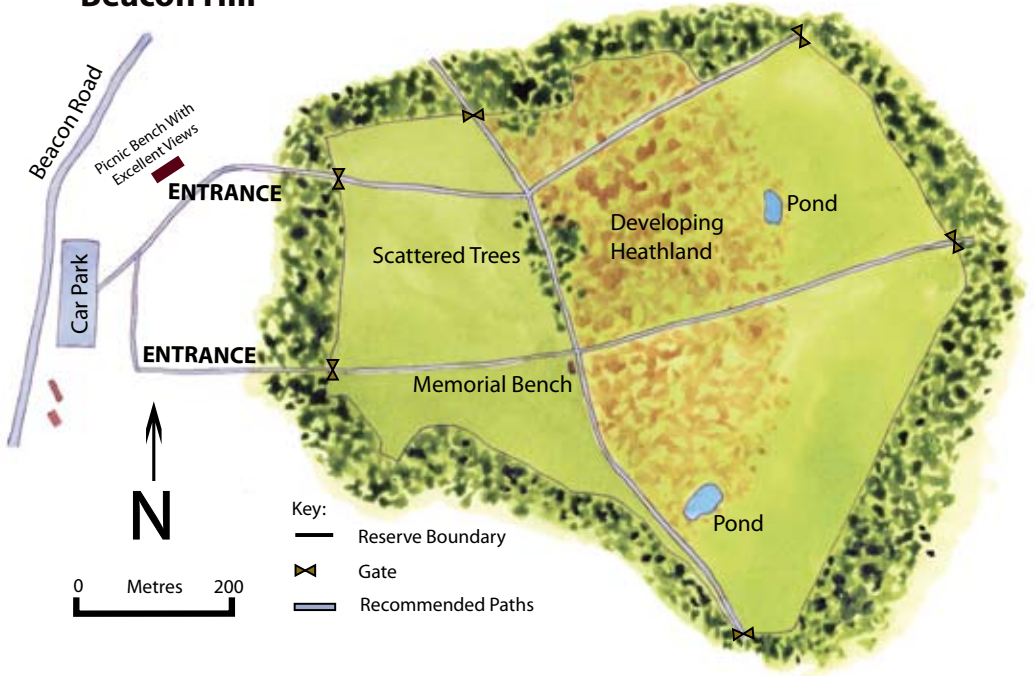 Beacon Hill
Beacon Road
Picnic Bench With
Excellent Views
ENTRANCE
Car Park
Scattered Trees
Developing
Heathland
Pond
ENTRANCE
Memorial Bench
N
Pond
Key:
Reserve Boundary
Gate
Recommended Paths
0 Metres 200